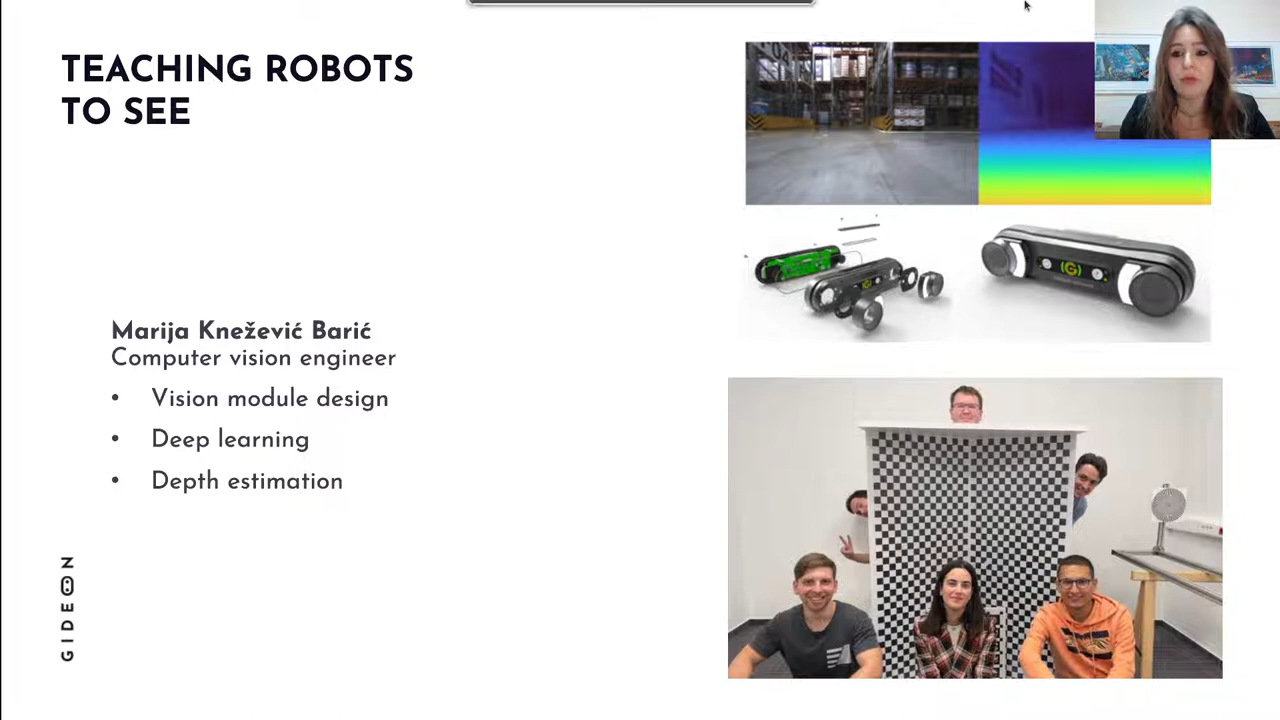 TEACHING ROBOTS
TO SEE
Marija Knežević Barić
Computer vision engineer
• Vision module design
• Deep learning
• Depth estimation
GIDEON
(G)